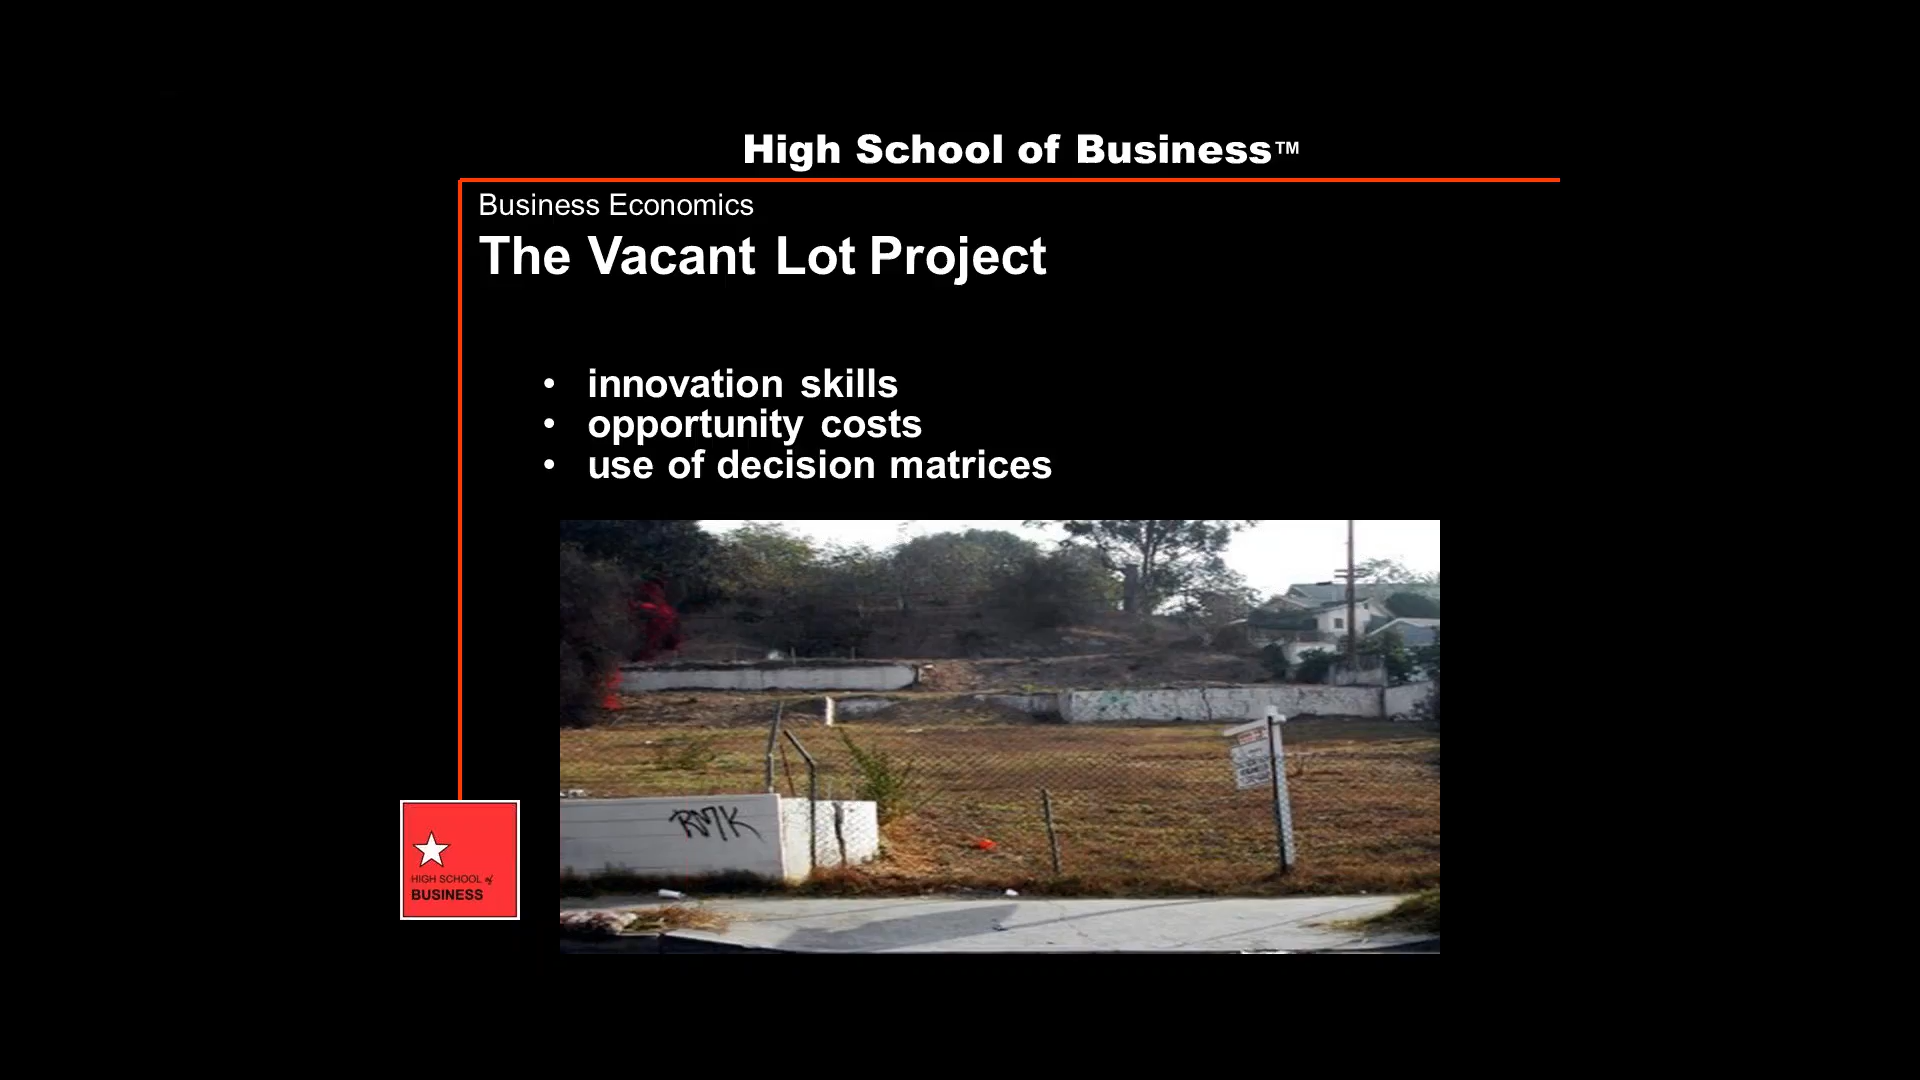 High School of Business™
Business Economics
The Vacant Lot Project
• innovation skills
• opportunity costs
• use of decision matrices
RMK
HIGH SCHOOL of
BUSINESS